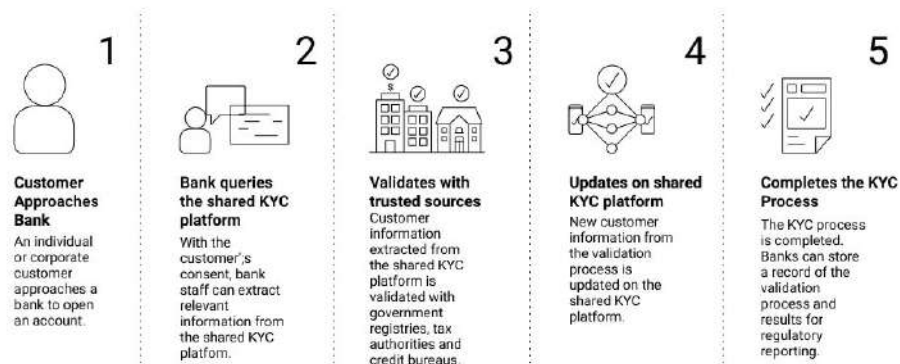 1
Customer
Approaches
Bank
An individual
or corporate
customer
approaches a
bank to open
an account.
2
Bank queries
the shared KYC
platform
With the
customer',s
consent, bank
staff can extract
relevant
information from
the shared KYC
platfom.
3
$
Validates with
trusted sources
Customer
information
extracted from
the shared KYC
platform is
validated with
government
registries, tax
authorities and
credit bureaus.
4
Updates on shared
KYC platform
New customer
information from
the validation
process is
updated on the
shared KYC
platform.
5
Completes the KYC
Process
The KYC process
is completed.
Banks can store
a record of the
validation
process and
results for
regulatory
reporting.